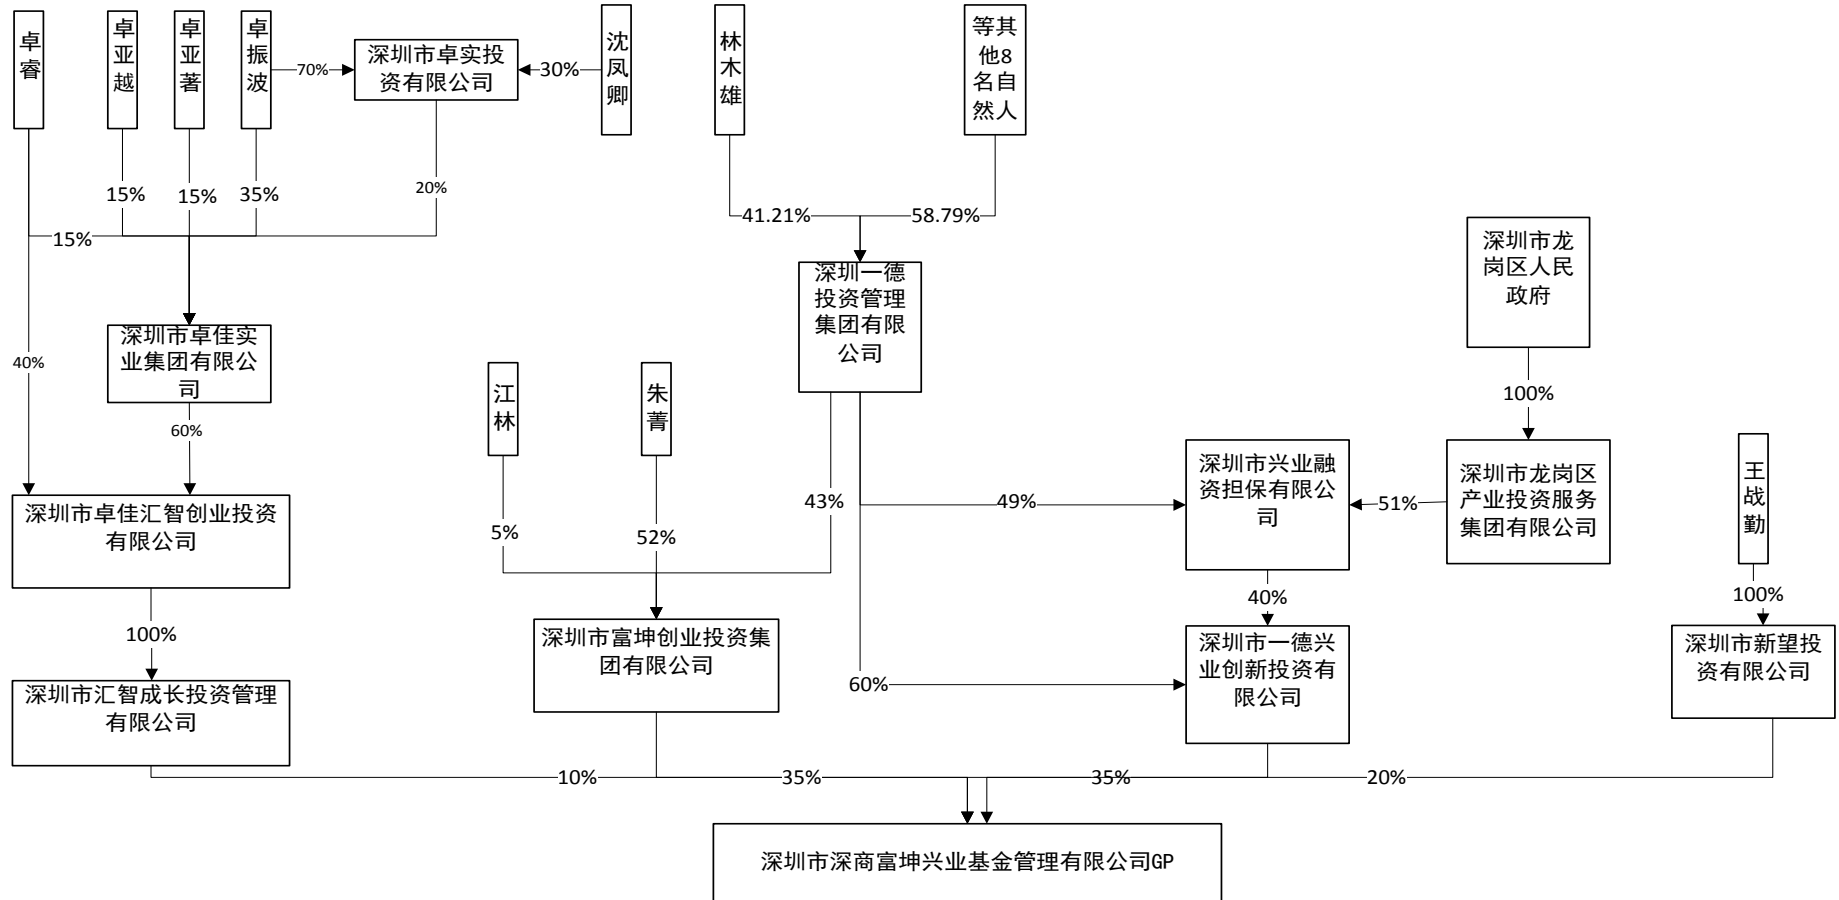 卓睿
卓亚越
卓亚著
卓振波
70%
深圳市卓实投
资有限公司
30%
沈凤卿
林木雄
等其
他8
名自
然人
15%
15%
35%
20%
15%
41.21%
58.79%
深圳市龙
岗区人民
政府
深圳一德
投资管理
集团有限
公司
深圳市卓佳实
业集团有限公
司
40%
60%
江林
朱菁
100%
深圳市兴业融
资担保有限公
司
51%
深圳市龙岗区
产业投资服务
集团有限公司
王战勤
深圳市卓佳汇智创业投资
有限公司
5%
52%
43%
49%
40%
100%
100%
深圳市富坤创业投资集
团有限公司
深圳市一德兴
业创新投资有
限公司
深圳市新望投
资有限公司
60%
深圳市汇智成长投资管理
有限公司
10%
35%
35%
20%
深圳市深商富坤兴业基金管理有限公司GP